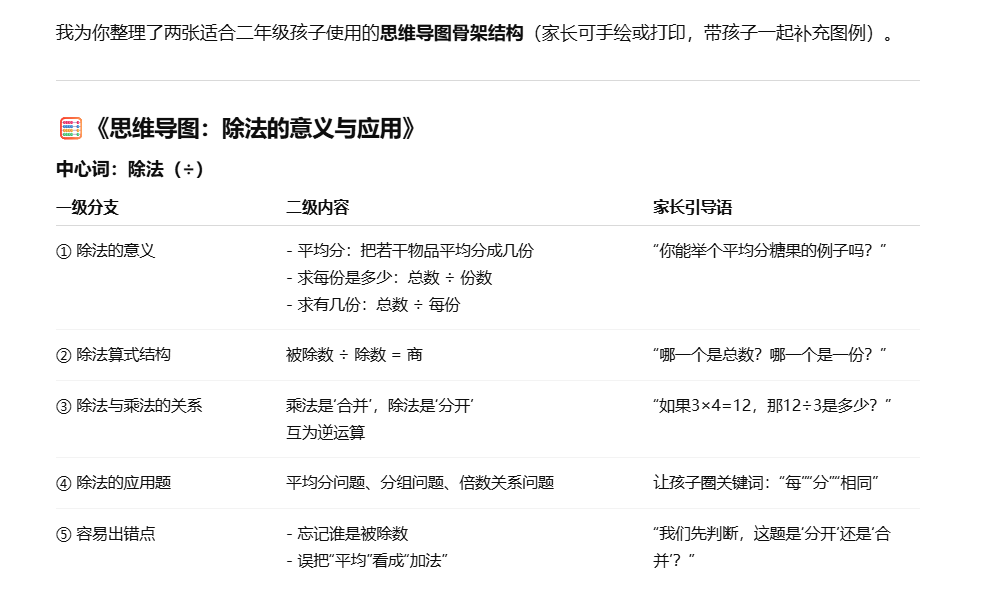 我为你整理了两张适合二年级孩子使用的思维导图骨架结构（家长可手绘或打印，带孩子一起补充图例）。
《思维导图：除法的意义与应用》
中心词：除法（÷）
一级分支 二级内容 家长引导语
① 除法的意义 - 平均分：把若干物品平均分成几份 “你能举个平均分糖果的例子吗？”
- 求每份是多少：总数 ÷ 份数
- 求有几份：总数 ÷ 每份
② 除法算式结构 被除数 ÷ 除数 = 商 “哪一个是总数？哪一个是一份？”
③ 除法与乘法的关系 乘法是‘合并’，除法是‘分开’ “如果3×4=12，那12÷3是多少？”
互为逆运算
④ 除法的应用题 平均分问题、分组问题、倍数关系问题 让孩子圈关键词：“每”“分”“相同”
⑤ 容易出错点 - 忘记谁是被除数 “我们先判断，这题是‘分开’还是‘合
- 误把“平均”看成“加法” 并’？”